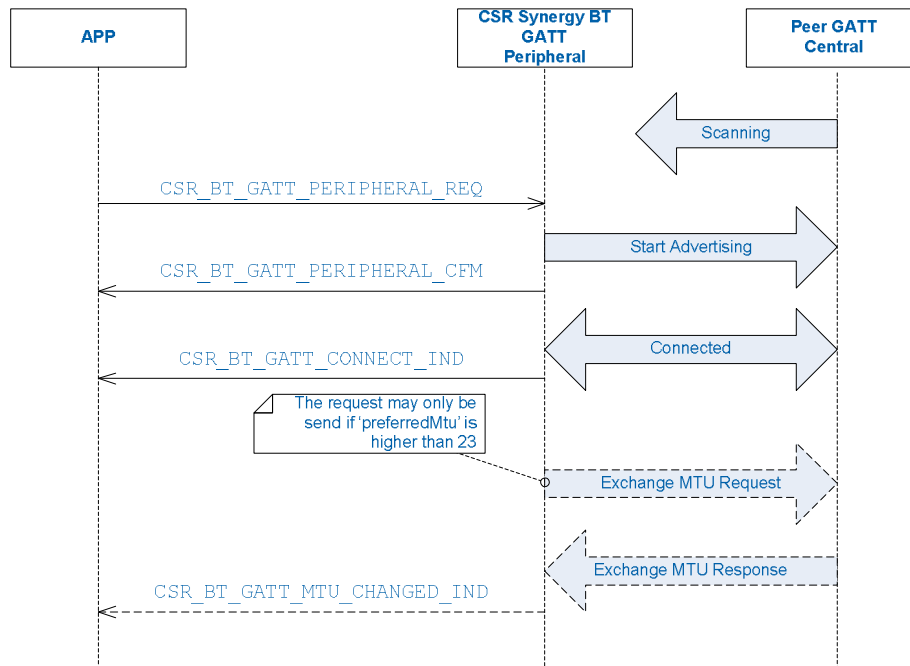 APP
CSR Synergy BT
GATT
Peripheral
Peer GATT
Central
Scanning
CSR_BT_GATT_PERIPHERAL_REQ
Start Advertising
CSR_BT_GATT_PERIPHERAL_CFM
Connected
CSR_BT_GATT_CONNECT_IND
The request may only be
send if ‘preferredMtu’ is
higher than 23
Exchange MTU Request
Exchange MTU Response
CSR_BT_GATT_MTU_CHANGED_IND